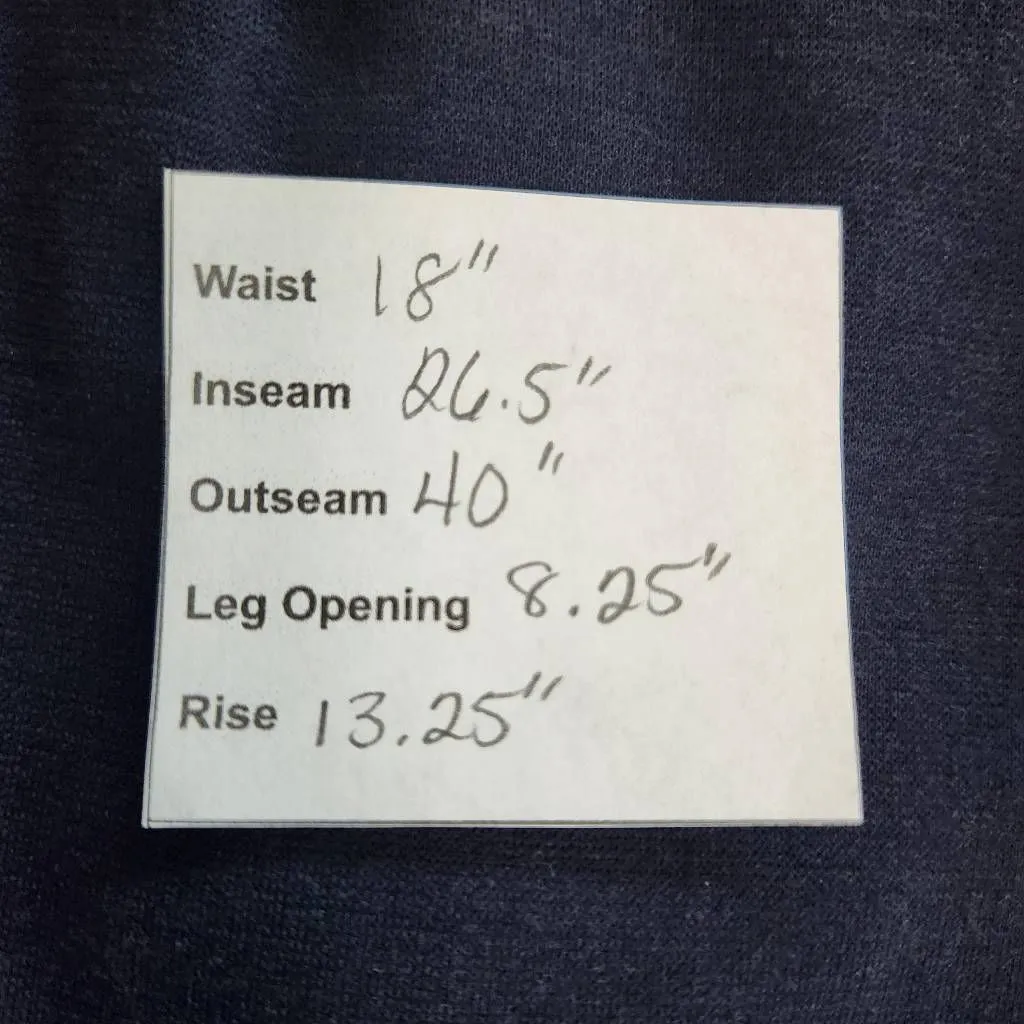 Waist 18"
Inseam 26.5"
Outseam 40"
Leg Opening 8.25"
Rise 13.25"